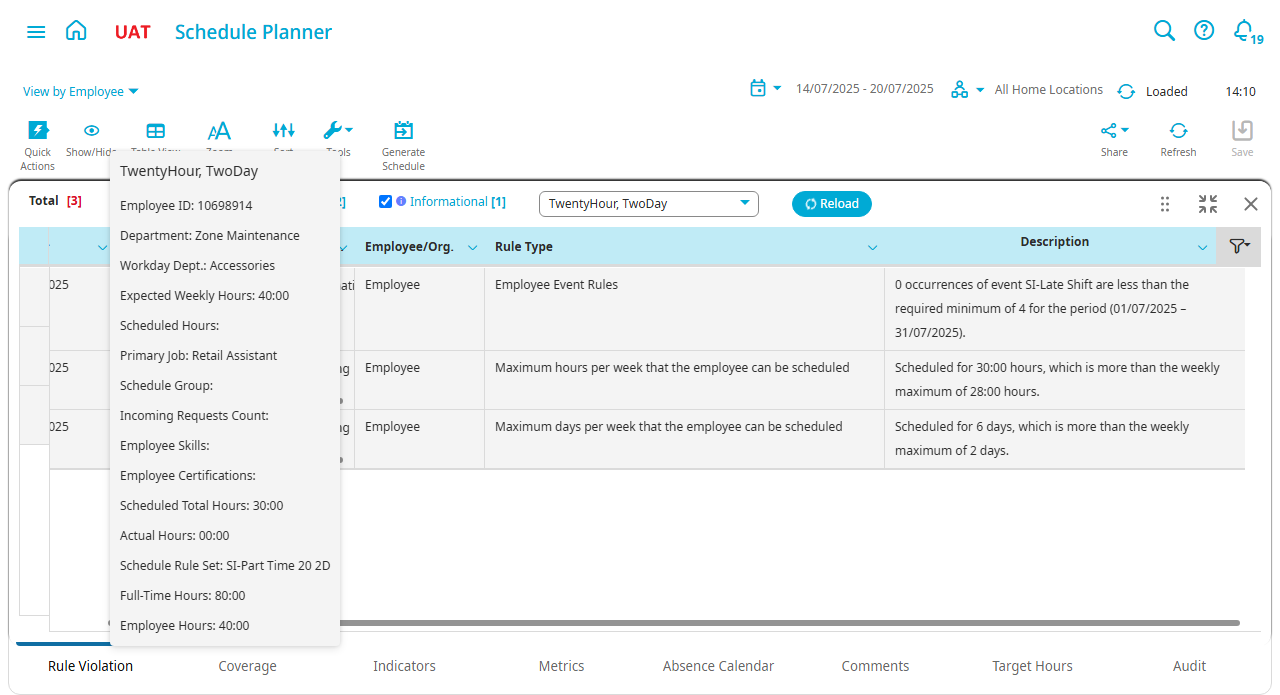 UAT
Schedule Planner
19
View by Employee
14/07/2025 - 20/07/2025
All Home Locations
Loaded
14:10
Quick
Actions
Show/Hide
Tools
Generate
Schedule
Share
Refresh
Save
Total [3]
Informational [1]
TwentyHour, TwoDay
Reload
Employee/Org.
Rule Type
Description
025
Employee
Employee Event Rules
0 occurrences of event SI-Late Shift are less than the
required minimum of 4 for the period (01/07/2025 –
31/07/2025).
025
Employee
Maximum hours per week that the employee can be scheduled
Scheduled for 30:00 hours, which is more than the weekly
maximum of 28:00 hours.
025
Employee
Maximum days per week that the employee can be scheduled
Scheduled for 6 days, which is more than the weekly
maximum of 2 days.
TwentyHour, TwoDay
Employee ID: 10698914
Department: Zone Maintenance
Workday Dept.: Accessories
Expected Weekly Hours: 40:00
Scheduled Hours:
Primary Job: Retail Assistant
Schedule Group:
Incoming Requests Count:
Employee Skills:
Employee Certifications:
Scheduled Total Hours: 30:00
Actual Hours: 00:00
Schedule Rule Set: SI-Part Time 20 2D
Full-Time Hours: 80:00
Employee Hours: 40:00
Rule Violation
Coverage
Indicators
Metrics
Absence Calendar
Comments
Target Hours
Audit